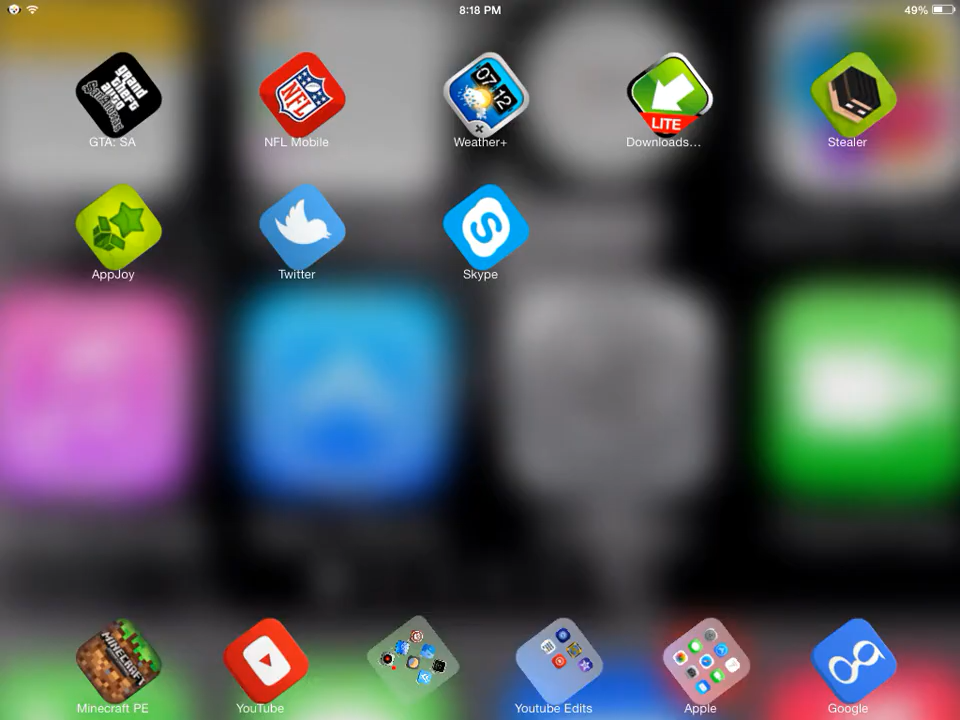 8:18 PM
49%
grand
theft
auto
San Andreas
NFL
07 12
LITE
GTA: SA
NFL Mobile
Weather+
Downloads...
Stealer
AppJoy
Twitter
Skype
MINECRAFT
Minecraft PE
YouTube
Youtube Edits
Apple
Google